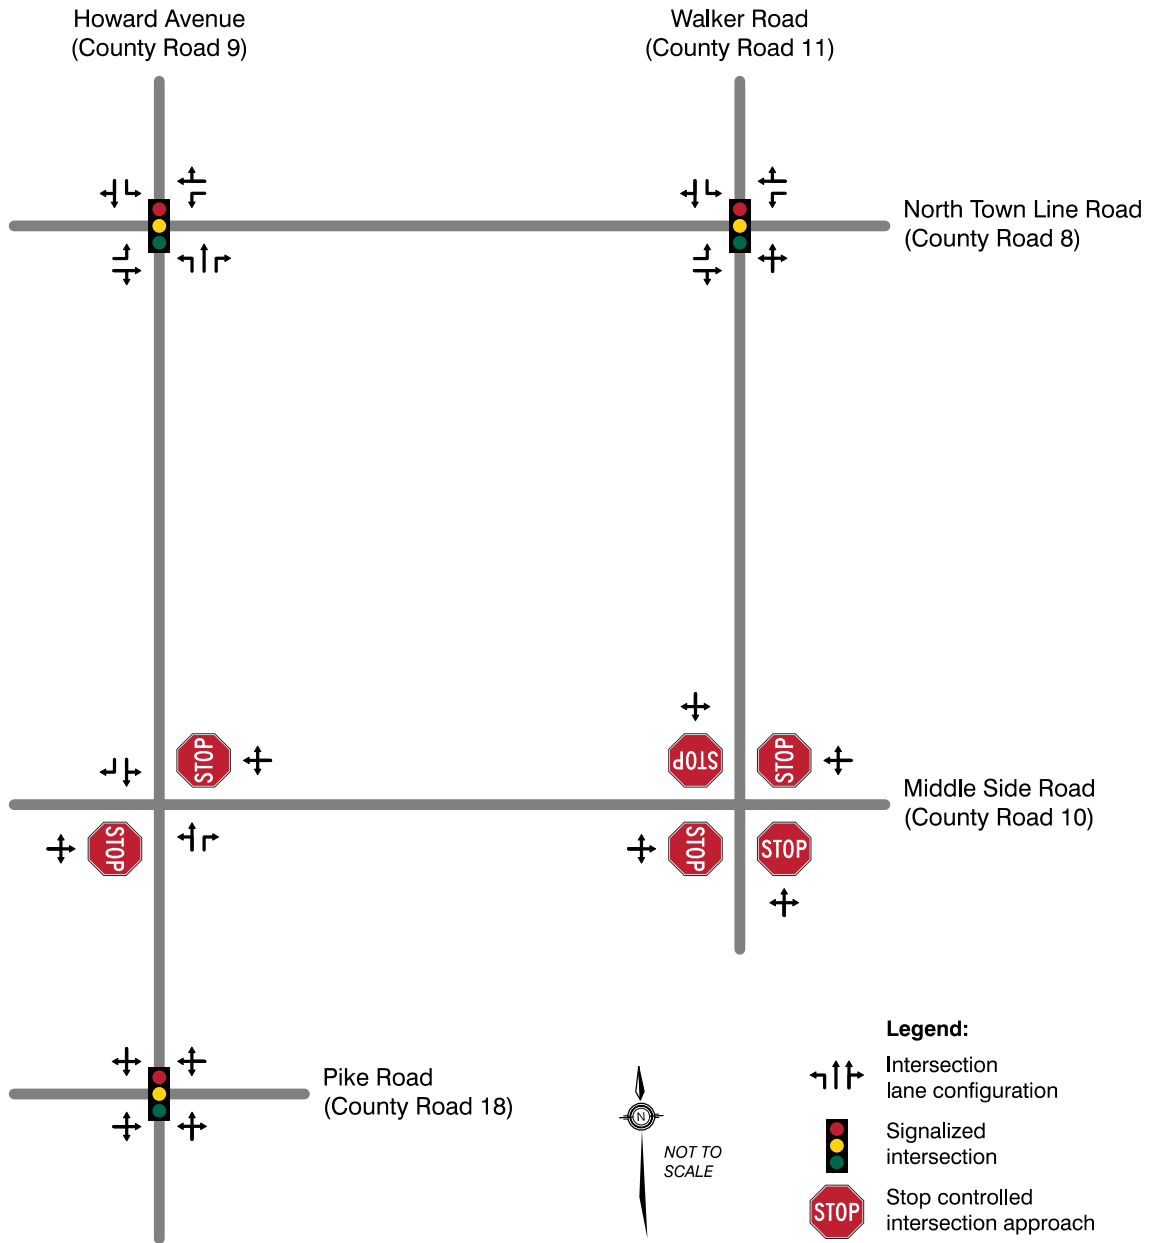 Howard Avenue
(County Road 9)
Walker Road
(County Road 11)
North Town Line Road
(County Road 8)
STOP
STOP
STOP
Middle Side Road
(County Road 10)
STOP
STOP
STOP
Pike Road
(County Road 18)
N
NOT TO
SCALE
Legend:
Intersection
lane configuration
Signalized
intersection
STOP
Stop controlled
intersection approach